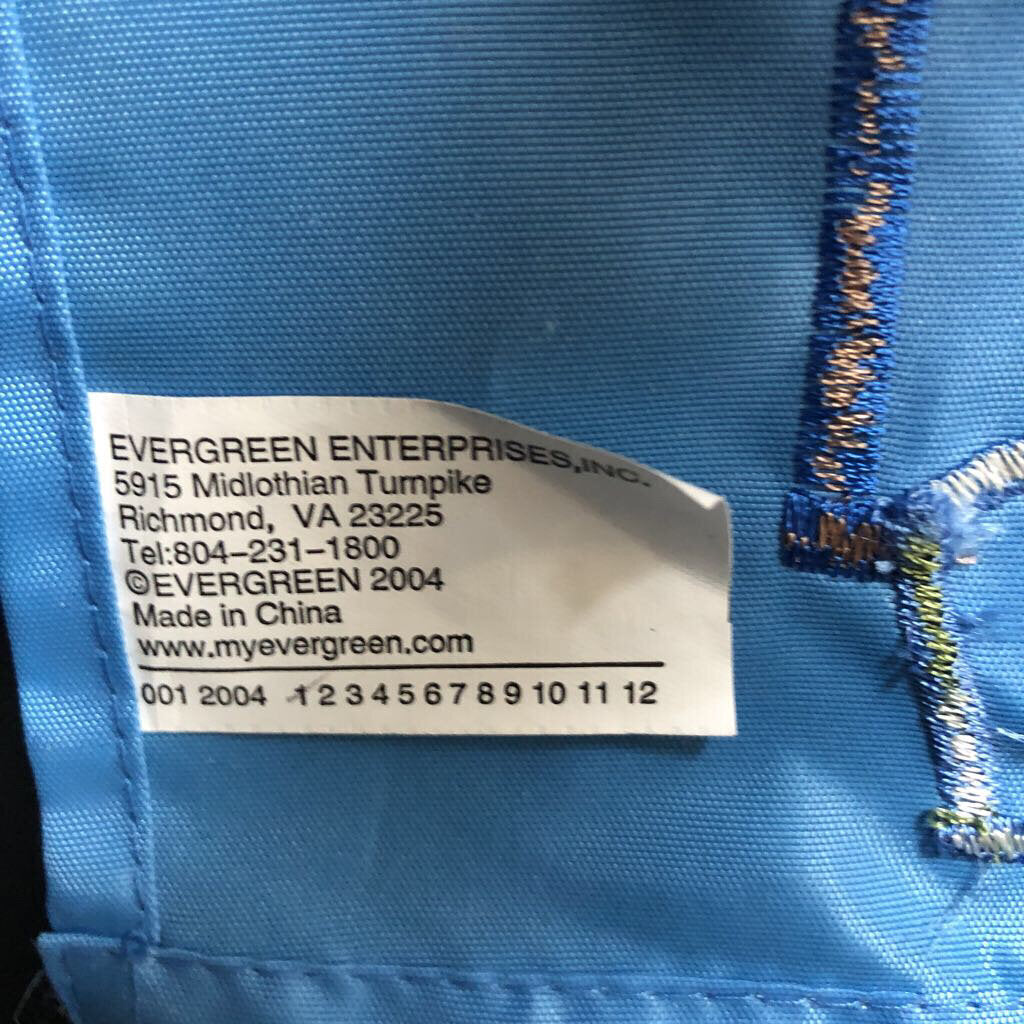 EVERGREEN ENTERPRISES,INC.
5915 Midlothian Turnpike
Richmond, VA 23225
Tel:804-231-1800
©EVERGREEN 2004
Made in China
www.myevergreen.com
001 2004 1 2 3 4 5 6 7 8 9 10 11 12